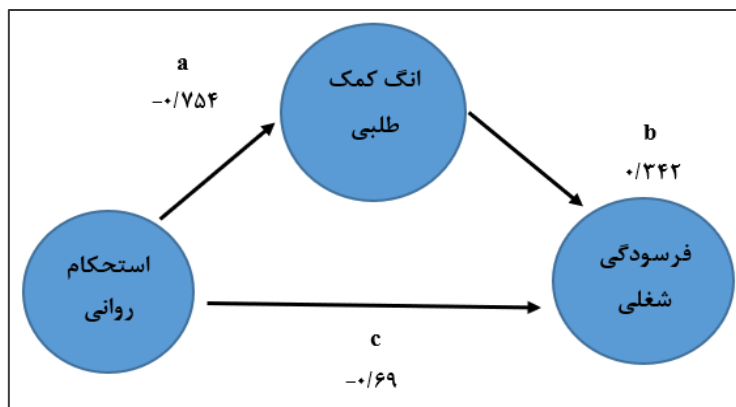 a
−۰/۷۵۴
انگ کمک
طلبی
b
۰/۳۴۲
استحکام
روانی
فرسودگی
شغلی
c
−۰/۶۹